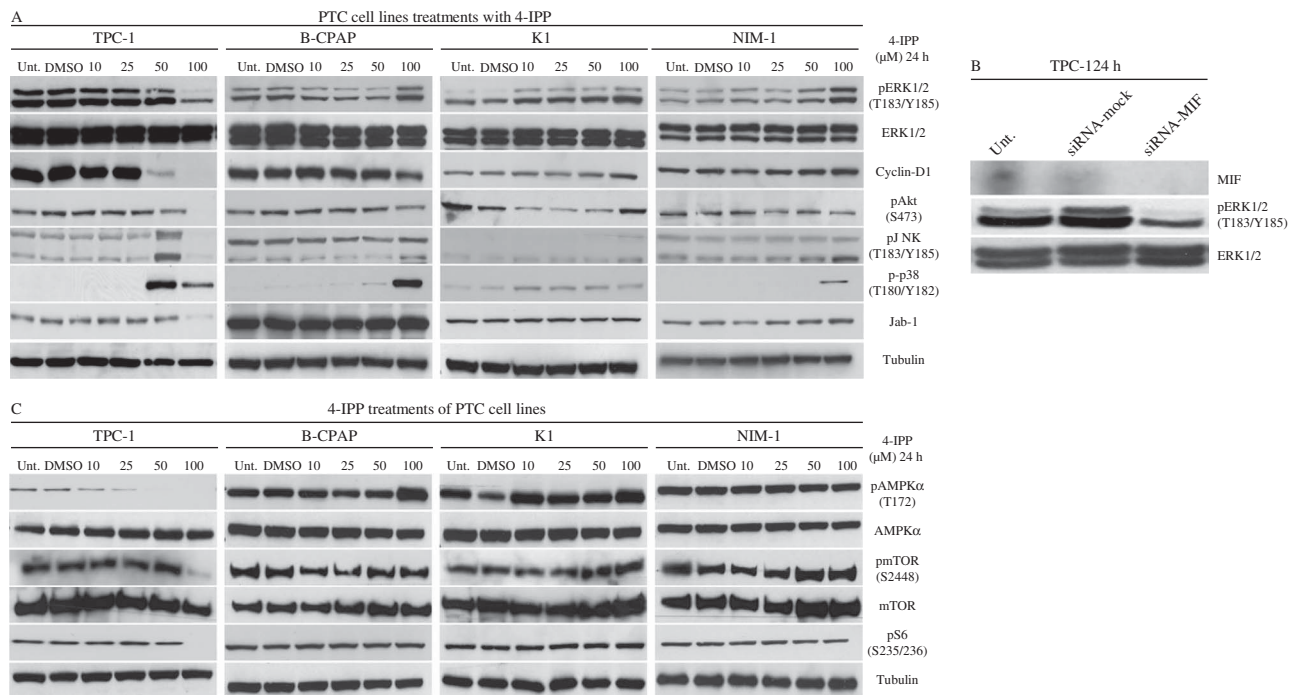 A
PTC cell lines treatments with 4-IPP
TPC-1 B-CPAP K1 NIM-1
4-IPP
(μM) 24 h
Unt. DMSO 10 25 50 100 Unt. DMSO 10 25 50 100 Unt. DMSO 10 25 50 100 Unt. DMSO 10 25 50 100
pERK1/2
(T183/Y185)
ERK1/2
Cyclin-D1
pAkt
(S473)
pJ NK
(T183/Y185)
p-p38
(T180/Y182)
Jab-1
Tubulin
B
TPC-124 h
Unt. siRNA-mock siRNA-MIF
MIF
pERK1/2
(T183/Y185)
ERK1/2
C
4-IPP treatments of PTC cell lines
TPC-1 B-CPAP K1 NIM-1
4-IPP
(μM) 24 h
Unt. DMSO 10 25 50 100 Unt. DMSO 10 25 50 100 Unt. DMSO 10 25 50 100 Unt. DMSO 10 25 50 100
pAMPKα
(T172)
AMPKα
pmTOR
(S2448)
mTOR
pS6
(S235/236)
Tubulin